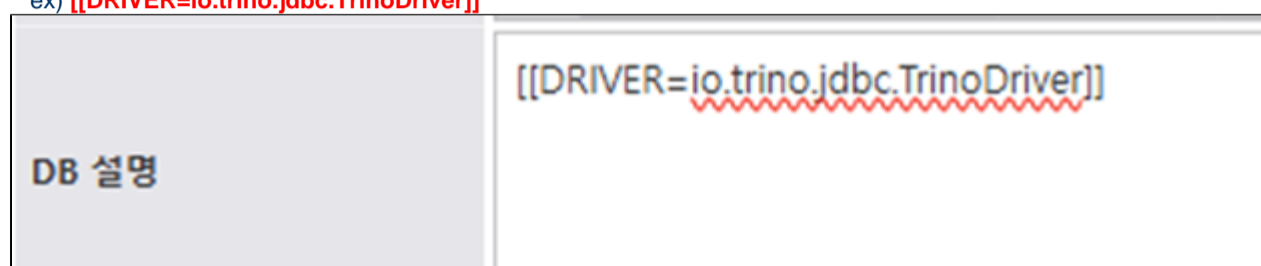 ex) [[DRIVER=io.trino.jdbc.TrinoDriver]]
[[DRIVER=io.trino.jdbc.TrinoDriver]]
DB 설명